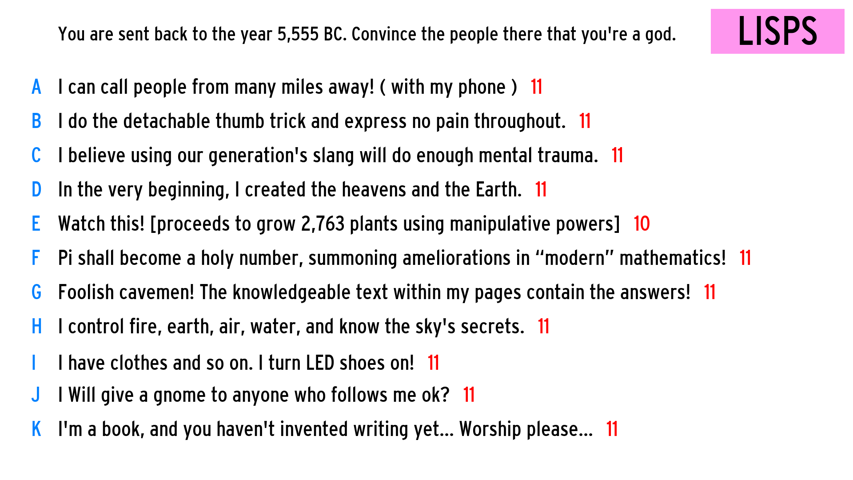 You are sent back to the year 5,555 BC. Convince the people there that you're a god.
LISPS
A I can call people from many miles away! ( with my phone ) 11
B I do the detachable thumb trick and express no pain throughout. 11
C I believe using our generation's slang will do enough mental trauma. 11
D In the very beginning, I created the heavens and the Earth. 11
E Watch this! [proceeds to grow 2,763 plants using manipulative powers] 10
F Pi shall become a holy number, summoning ameliorations in “modern” mathematics! 11
G Foolish cavemen! The knowledgeable text within my pages contain the answers! 11
H I control fire, earth, air, water, and know the sky's secrets. 11
I I have clothes and so on. I turn LED shoes on! 11
J I Will give a gnome to anyone who follows me ok? 11
K I'm a book, and you haven't invented writing yet... Worship please... 11